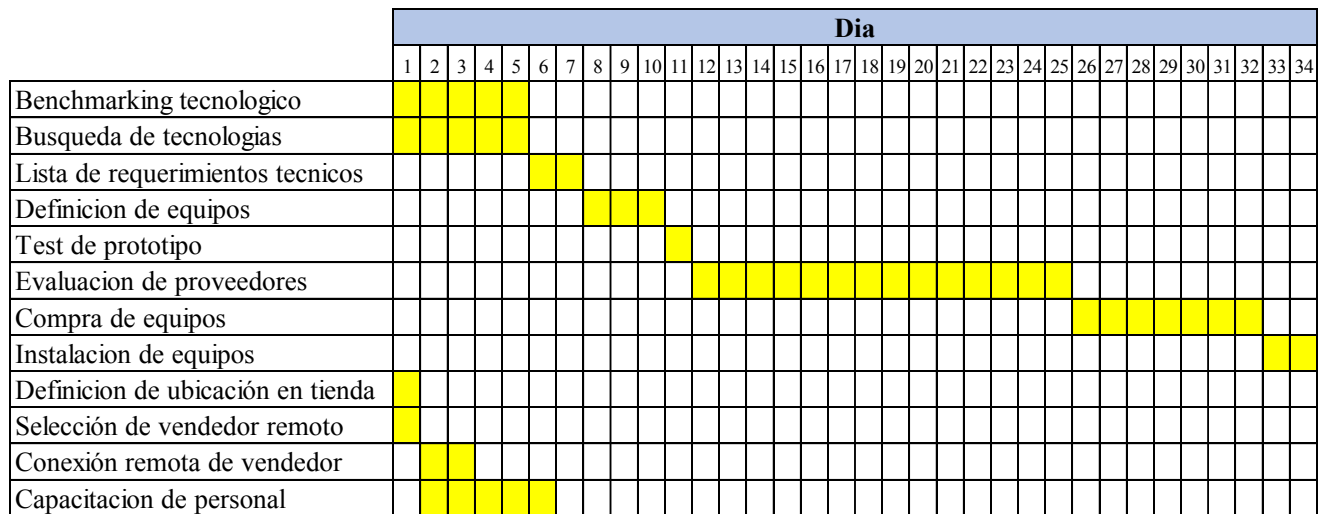 Dia
1 2 3 4 5 6 7 8 9 10 11 12 13 14 15 16 17 18 19 20 21 22 23 24 25 26 27 28 29 30 31 32 33 34
Benchmarking tecnologico
Busqueda de tecnologias
Lista de requerimientos tecnicos
Definicion de equipos
Test de prototipo
Evaluacion de proveedores
Compra de equipos
Instalacion de equipos
Definicion de ubicación en tienda
Selección de vendedor remoto
Conexión remota de vendedor
Capacitacion de personal